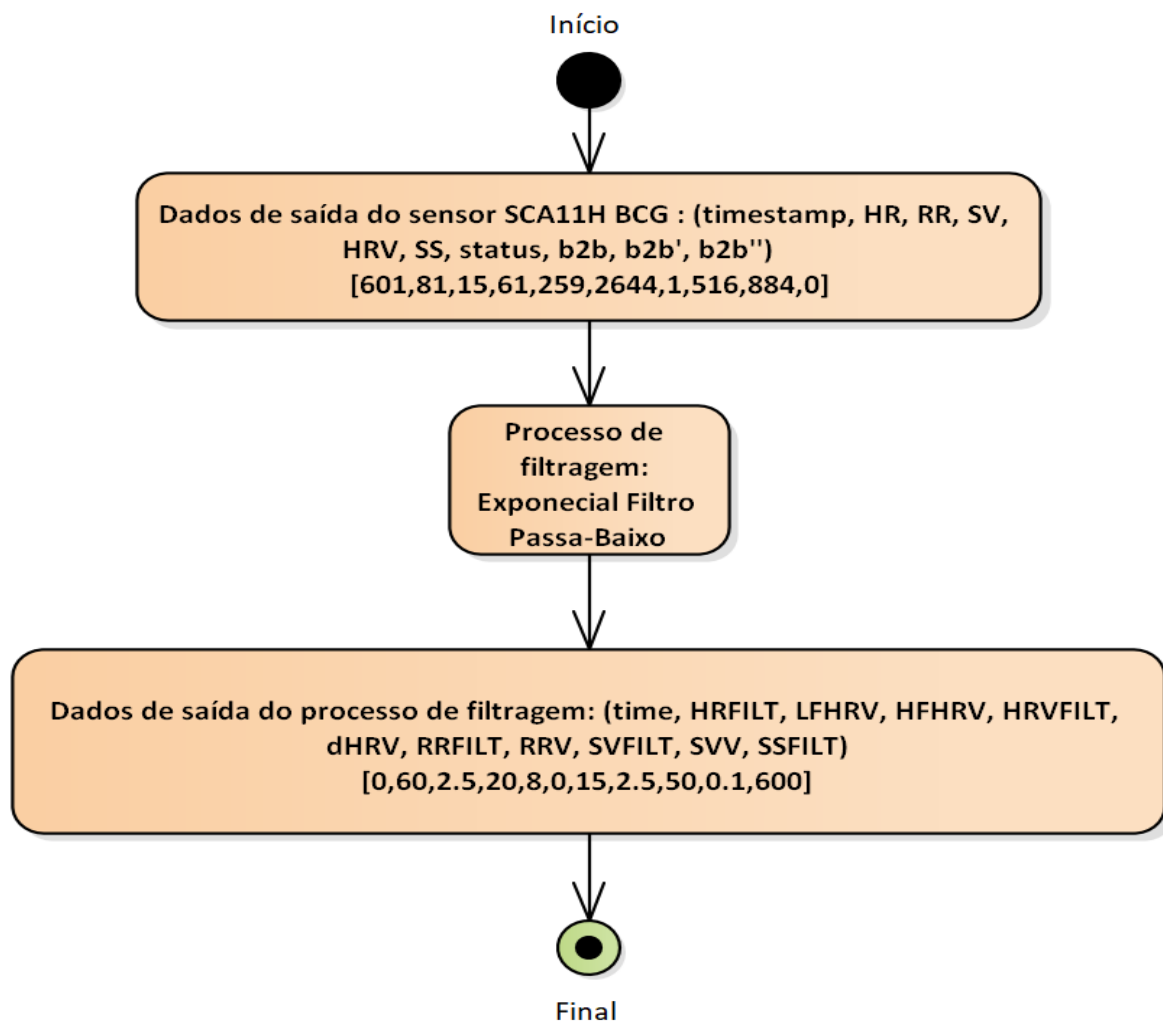 Início
Dados de saída do sensor SCA11H BCG : (timestamp, HR, RR, SV,
HRV, SS, status, b2b, b2b', b2b'')
[601,81,15,61,259,2644,1,516,884,0]
Processo de
filtragem:
Exponecial Filtro
Passa-Baixo
Dados de saída do processo de filtragem: (time, HRFILT, LFHRV, HFHRV, HRVFILT,
dHRV, RRFILT, RRV, SVFILT, SVV, SSFILT)
[0,60,2.5,20,8,0,15,2.5,50,0.1,600]
Final